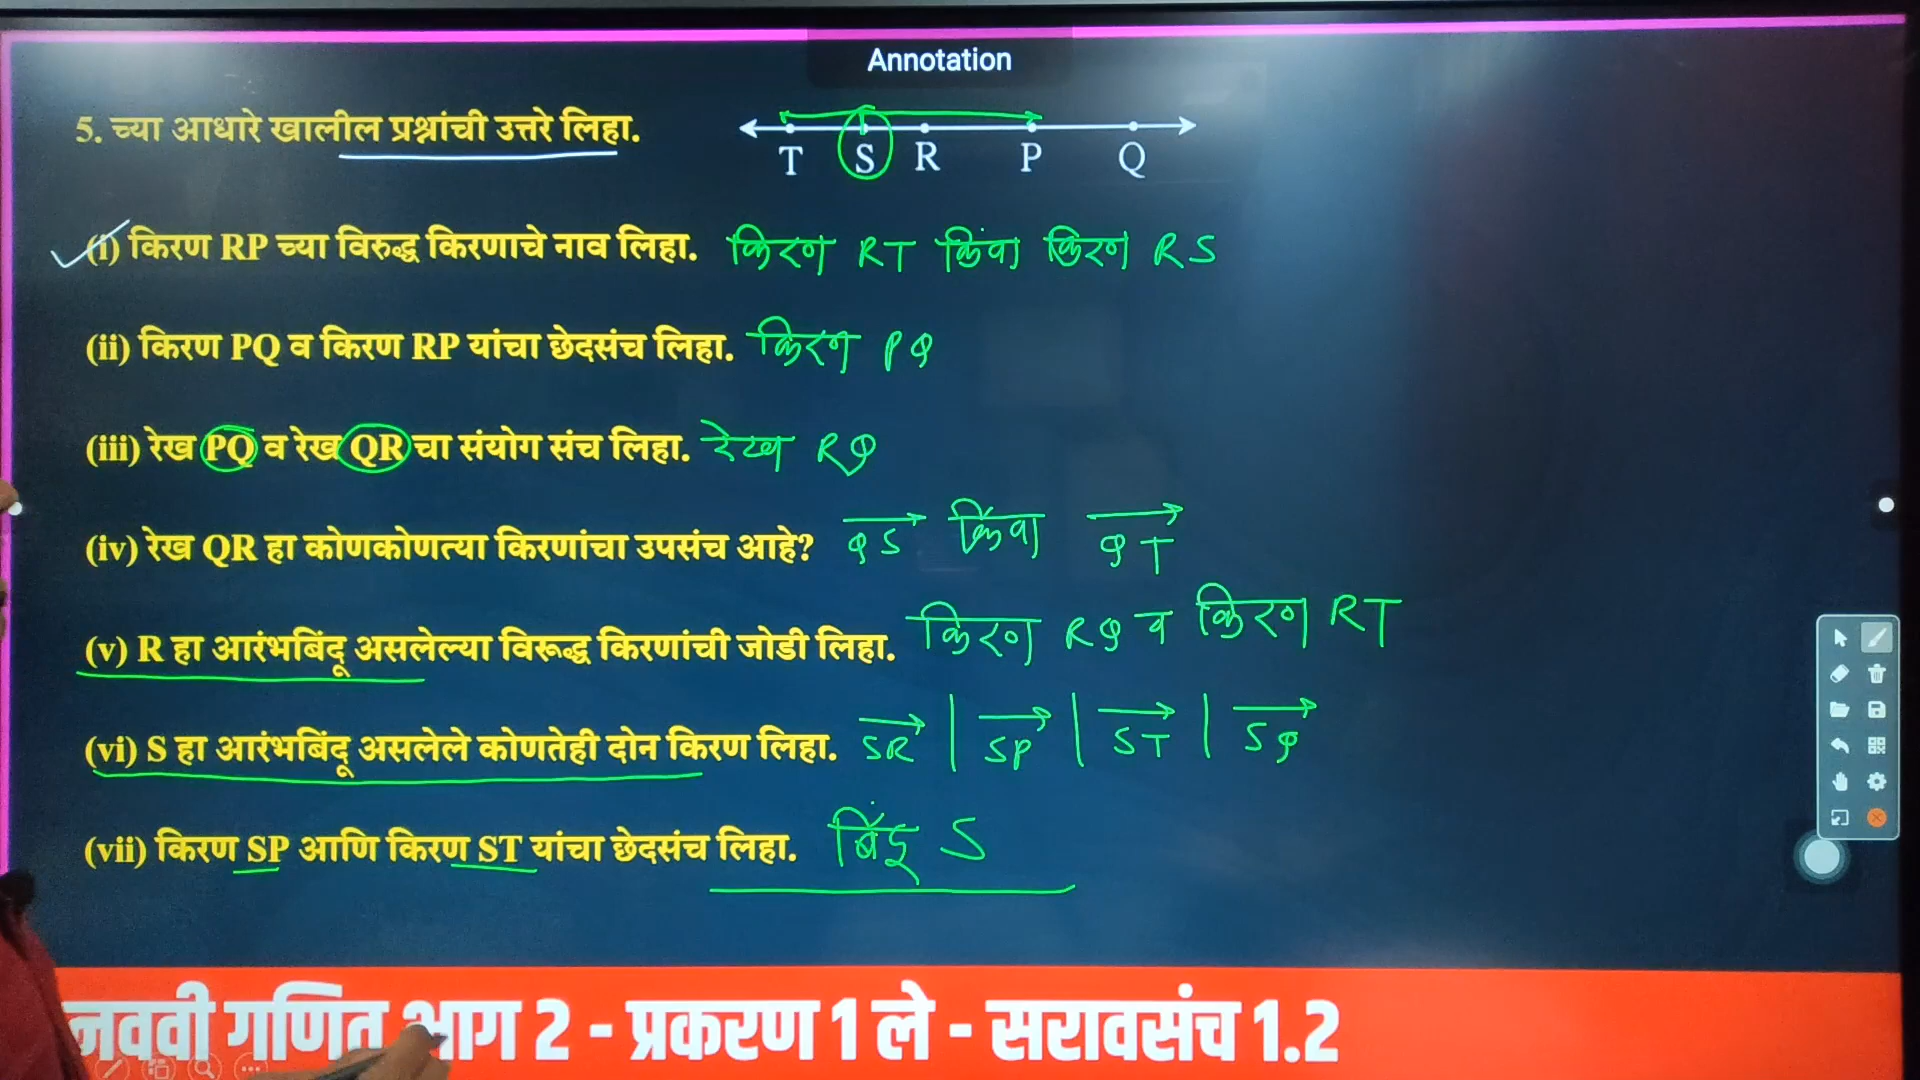 Annotation
5. च्या आधारे खालील प्रश्नांची उत्तरे लिहा.
T S R P Q
(i) किरण RP च्या विरुद्ध किरणाचे नाव लिहा. किरण RT किंवा किरण RS
(ii) किरण PQ व किरण RP यांचा छेदसंच लिहा. किरण PQ
(iii) रेख PQ व रेख QR चा संयोग संच लिहा. रेख RQ
(iv) रेख QR हा कोणकोणत्या किरणांचा उपसंच आहे? QS किंवा QT
(v) R हा आरंभबिंदू असलेल्या विरूद्ध किरणांची जोडी लिहा. किरण RQ व किरण RT
(vi) S हा आरंभबिंदू असलेले कोणतेही दोन किरण लिहा. SR | SP | ST | SQ
(vii) किरण SP आणि किरण ST यांचा छेदसंच लिहा. बिंदू S
नववी गणित भाग 2 - प्रकरण 1 ले - सरावसंच 1.2